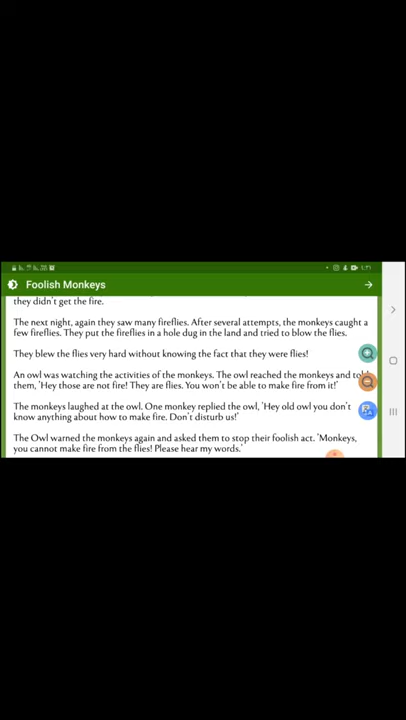 Foolish Monkeys
they didn't get the fire.
The next night, again they saw many fireflies. After several attempts, the monkeys caught a
few fireflies. They put the fireflies in a hole dug in the land and tried to blow the flies.
They blew the flies very hard without knowing the fact that they were flies!
An owl was watching the activities of the monkeys. The owl reached the monkeys and told
them, 'Hey those are not fire! They are flies. You won't be able to make fire from it!'
The monkeys laughed at the owl. One monkey replied the owl, 'Hey old owl you don't
know anything about how to make fire. Don't disturb us!'
The Owl warned the monkeys again and asked them to stop their foolish act. 'Monkeys,
you cannot make fire from the flies! Please hear my words.'